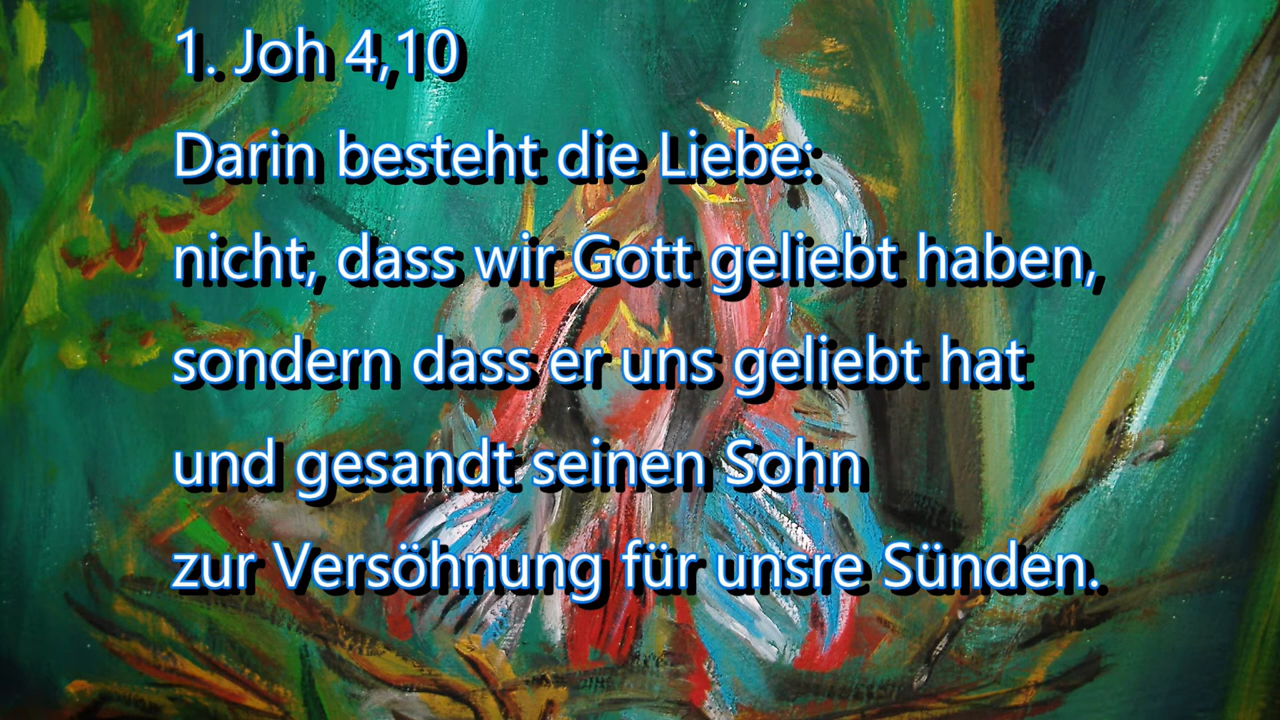 1. Joh 4,10
Darin besteht die Liebe:
nicht, dass wir Gott geliebt haben,
sondern dass er uns geliebt hat
und gesandt seinen Sohn
zur Versöhnung für unsre Sünden.